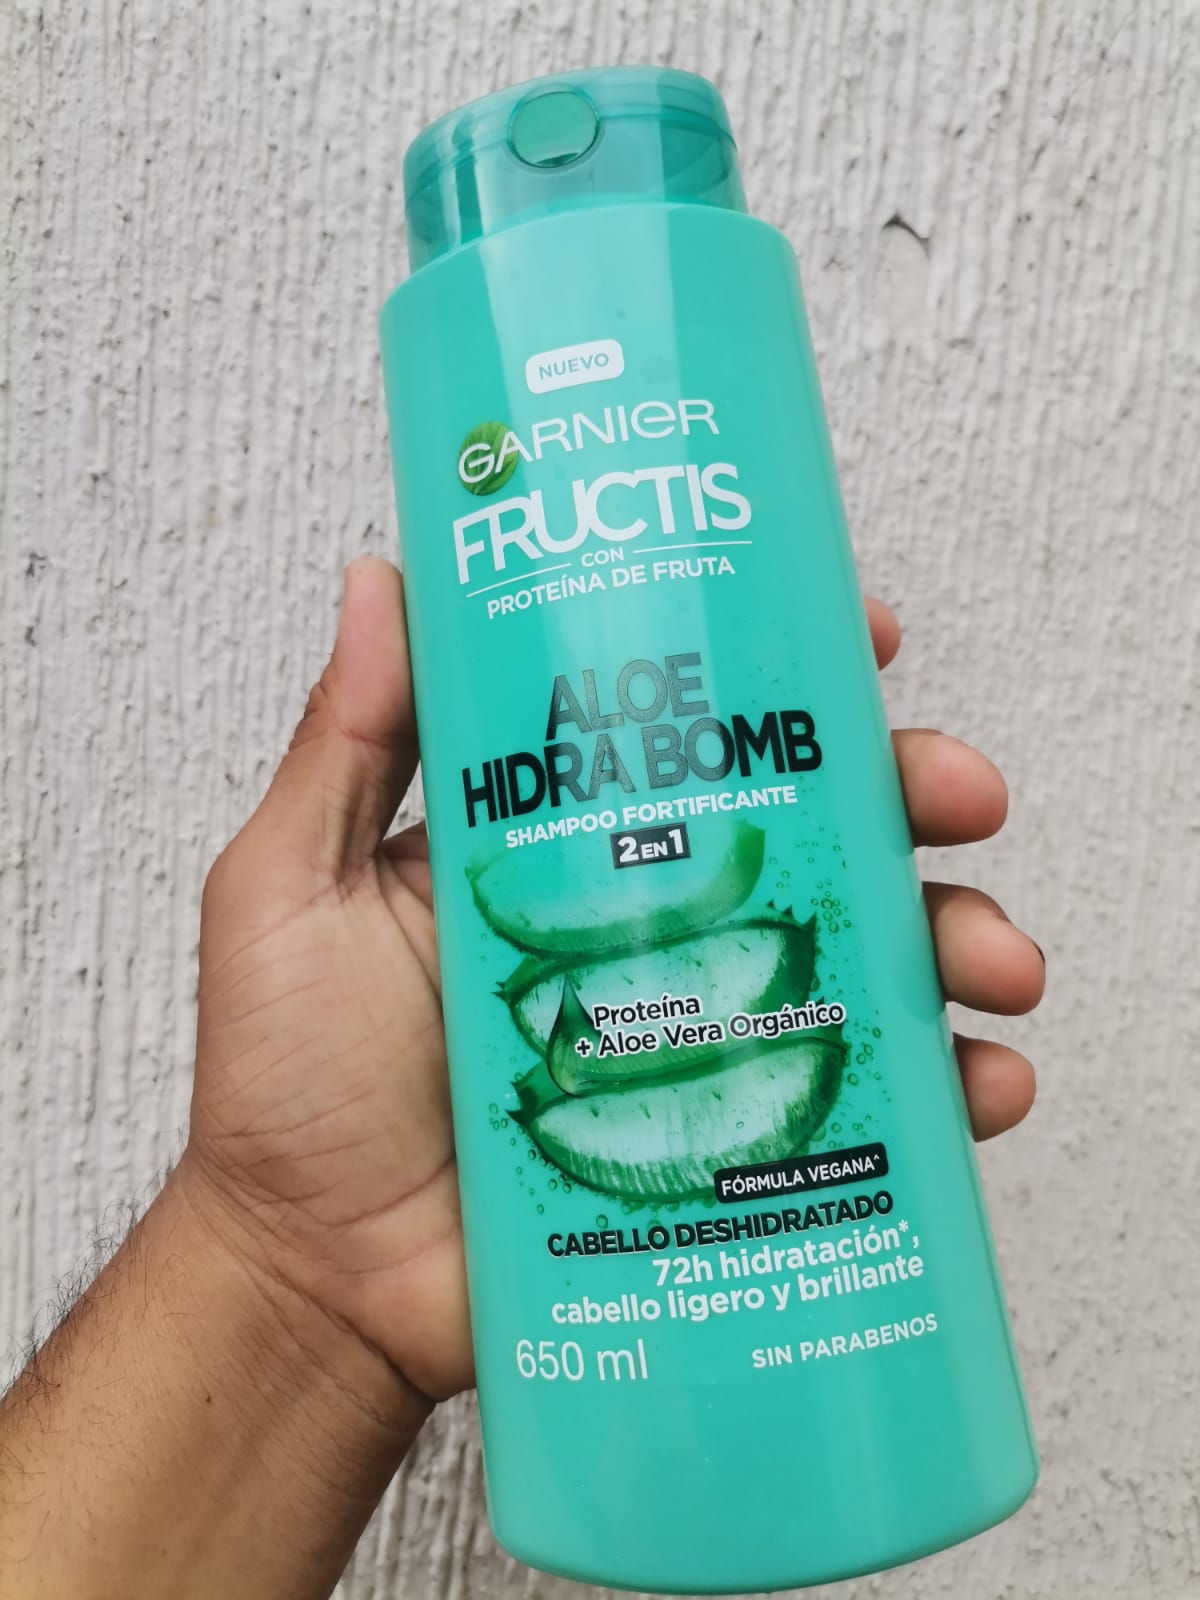 NUEVO
GARNIER
FRUCTIS
CON
PROTEÍNA DE FRUTA
ALOE
HIDRA BOMB
SHAMPOO FORTIFICANTE
2 EN 1
Proteína
+ Aloe Vera Orgánico
FÓRMULA VEGANA^
CABELLO DESHIDRATADO
72h hidratación*,
cabello ligero y brillante
650 ml
SIN PARABENOS